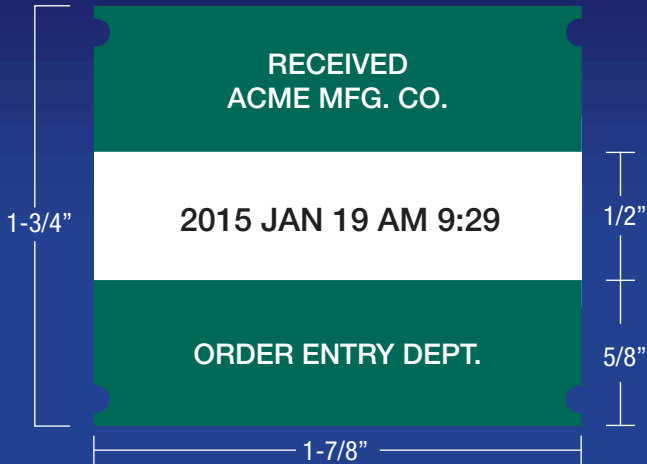 RECEIVED
ACME MFG. CO.
1-3/4”
2015 JAN 19 AM 9:29
1/2”
ORDER ENTRY DEPT.
5/8”
1-7/8”